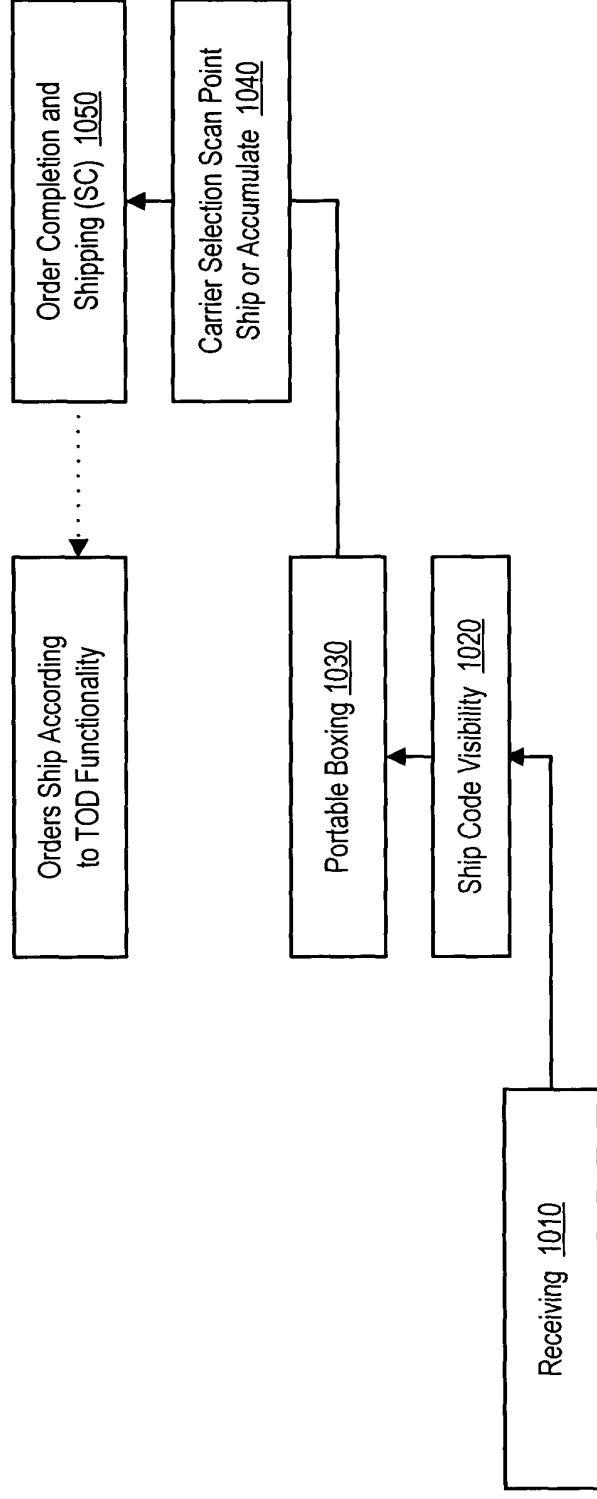 Receiving 1010
Ship Code Visibility 1020
Portable Boxing 1030
Carrier Selection Scan Point
Ship or Accumulate 1040
Order Completion and
Shipping (SC) 1050
Orders Ship According
to TOD Functionality